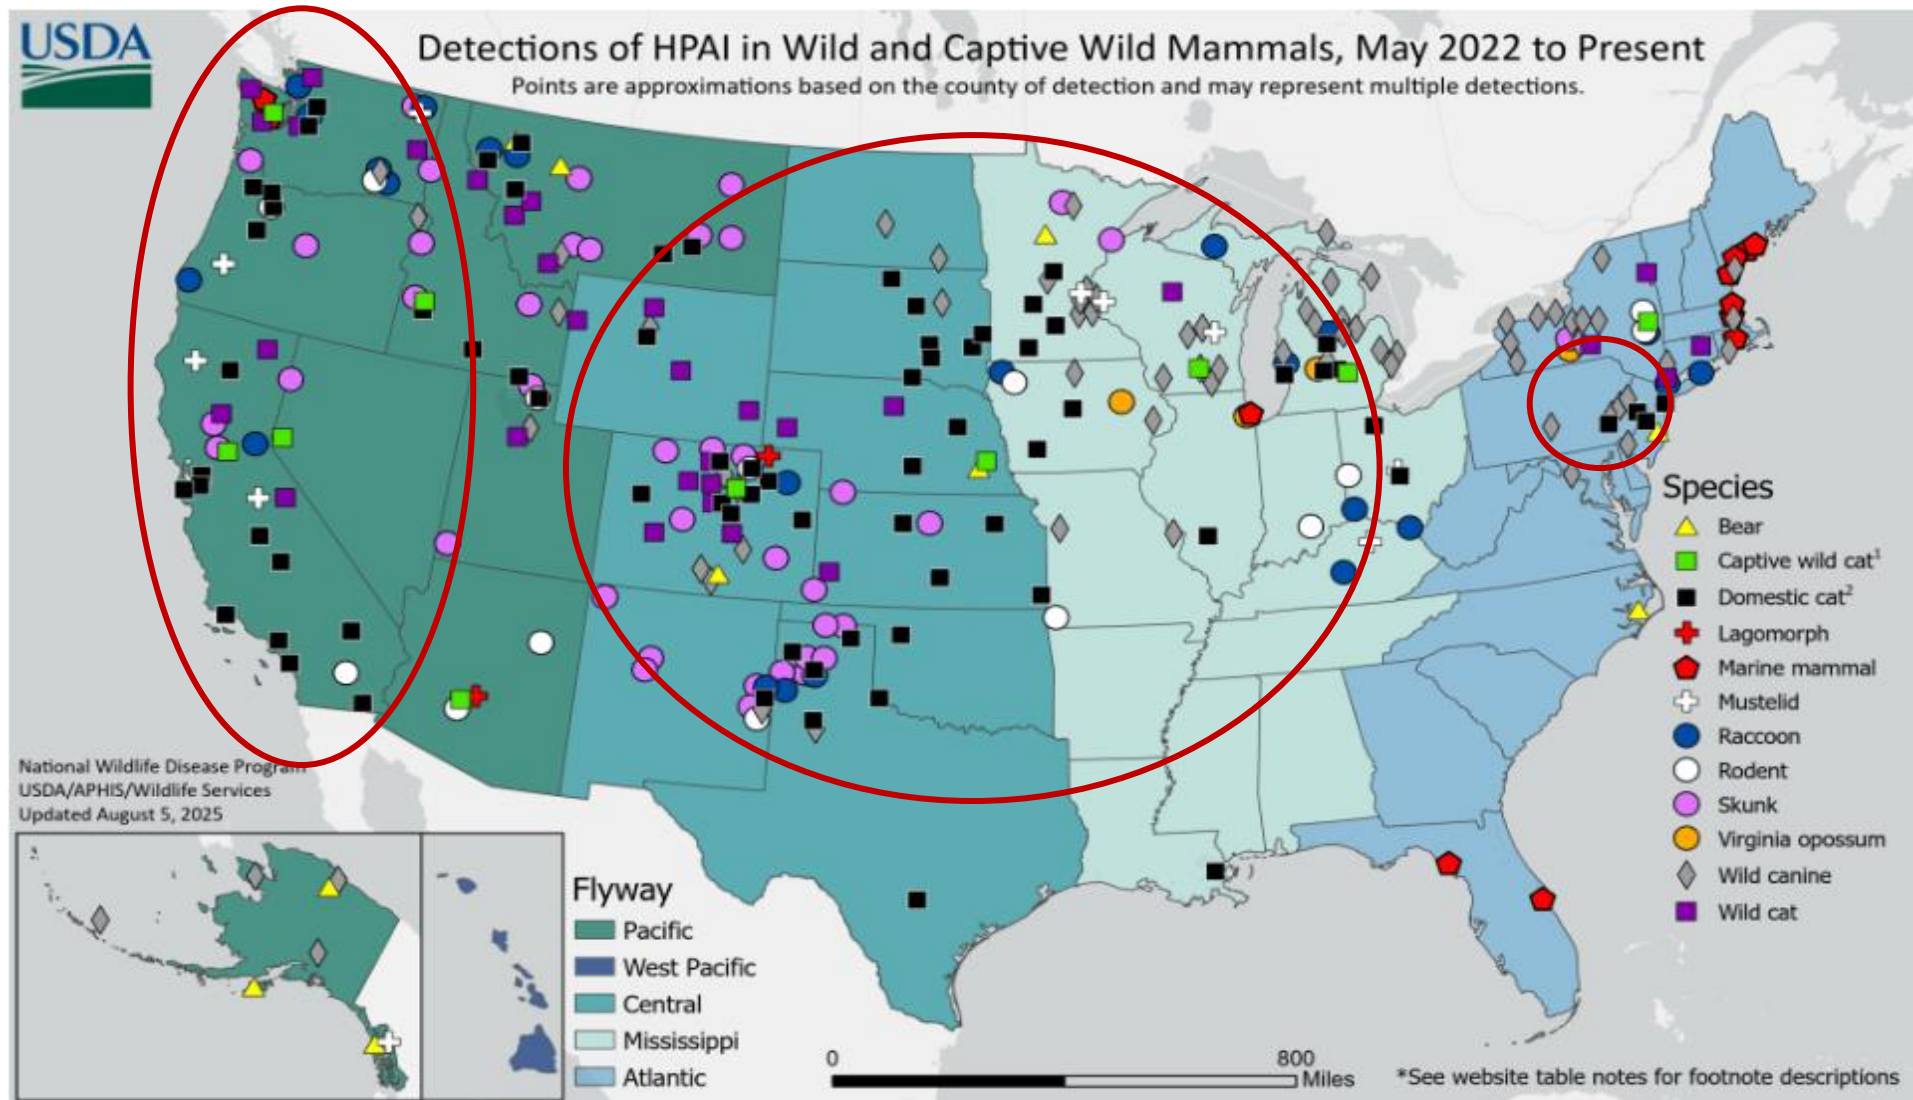 USDA
Detections of HPAI in Wild and Captive Wild Mammals, May 2022 to Present
Points are approximations based on the county of detection and may represent multiple detections.
Species
Bear
Captive wild cat¹
Domestic cat²
Lagomorph
Marine mammal
Mustelid
Raccoon
Rodent
Skunk
Virginia opossum
Wild canine
Wild cat
National Wildlife Disease Program
USDA/APHIS/Wildlife Services
Updated August 5, 2025
Flyway
Pacific
West Pacific
Central
Mississippi
Atlantic
0 800
Miles
*See website table notes for footnote descriptions